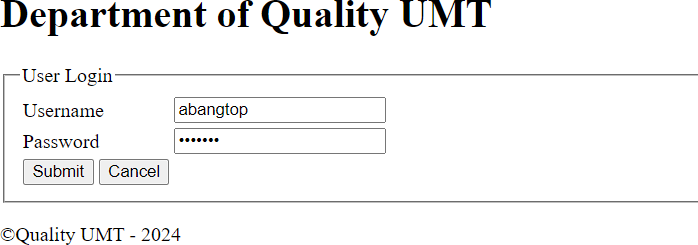 Department of Quality UMT
User Login
Username abangtop
Password •••••••
Submit Cancel
©Quality UMT - 2024